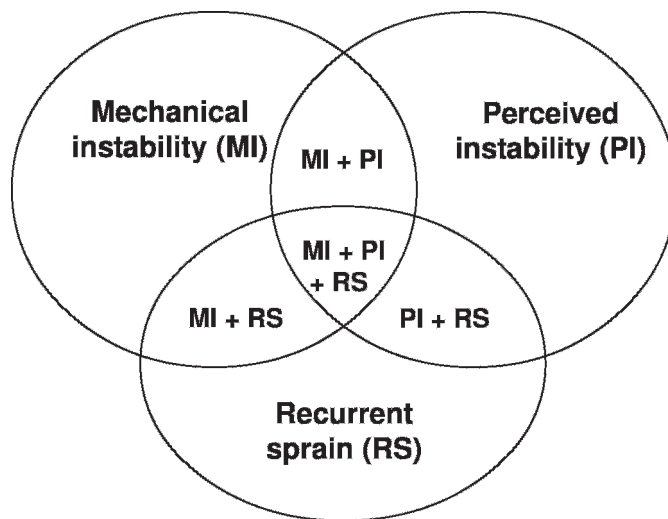 Mechanical
instability (MI)
Perceived
instability (PI)
MI + PI
MI + PI
+ RS
MI + RS
PI + RS
Recurrent
sprain (RS)